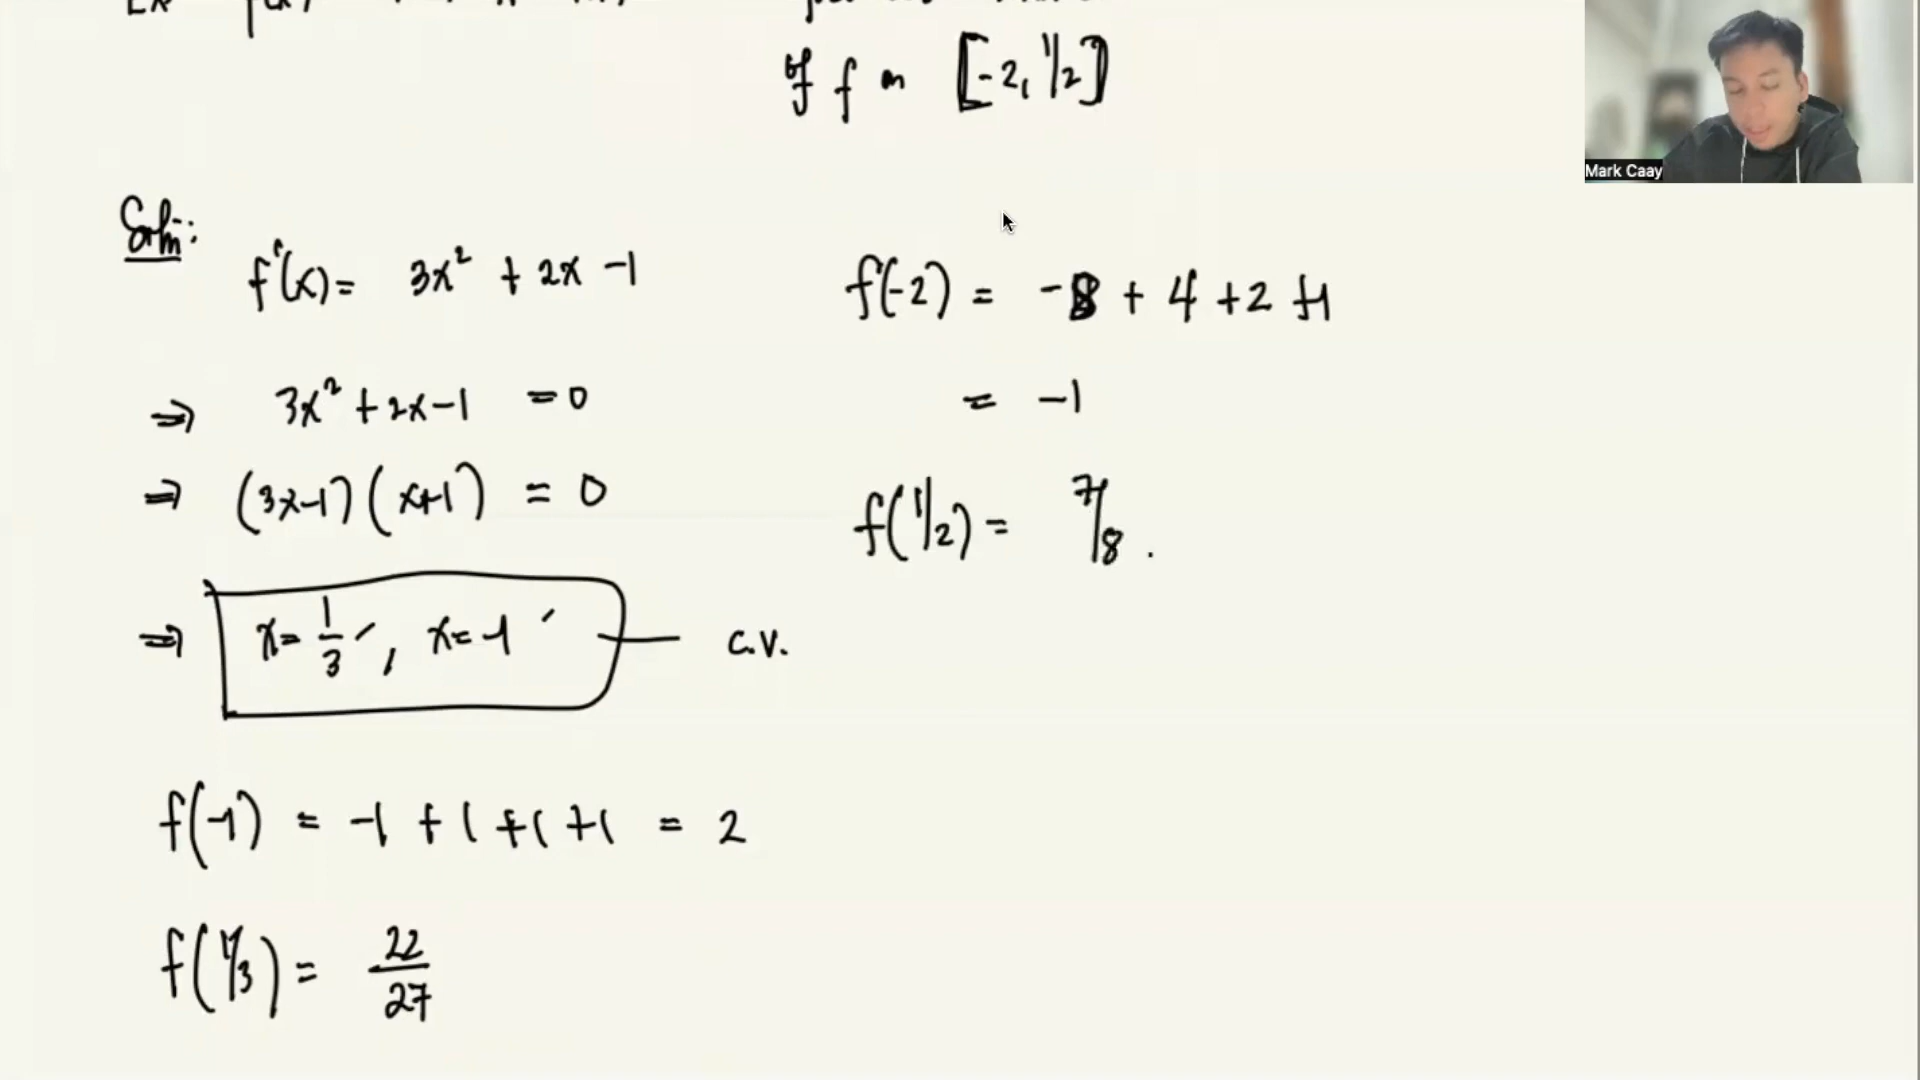 of f on [-2, 1/2]
Mark Caay
Soln:
f'(x) = 3x² + 2x - 1
⇒ 3x² + 2x - 1 = 0
⇒ (3x-1)(x+1) = 0
⇒ x = 1/3, x = -1 — c.v.
f(-1) = -1 + 1 + 1 + 1 = 2
f(1/3) = 22/27
f(-2) = -8 + 4 + 2 + 1
= -1
f(1/2) = 7/8.